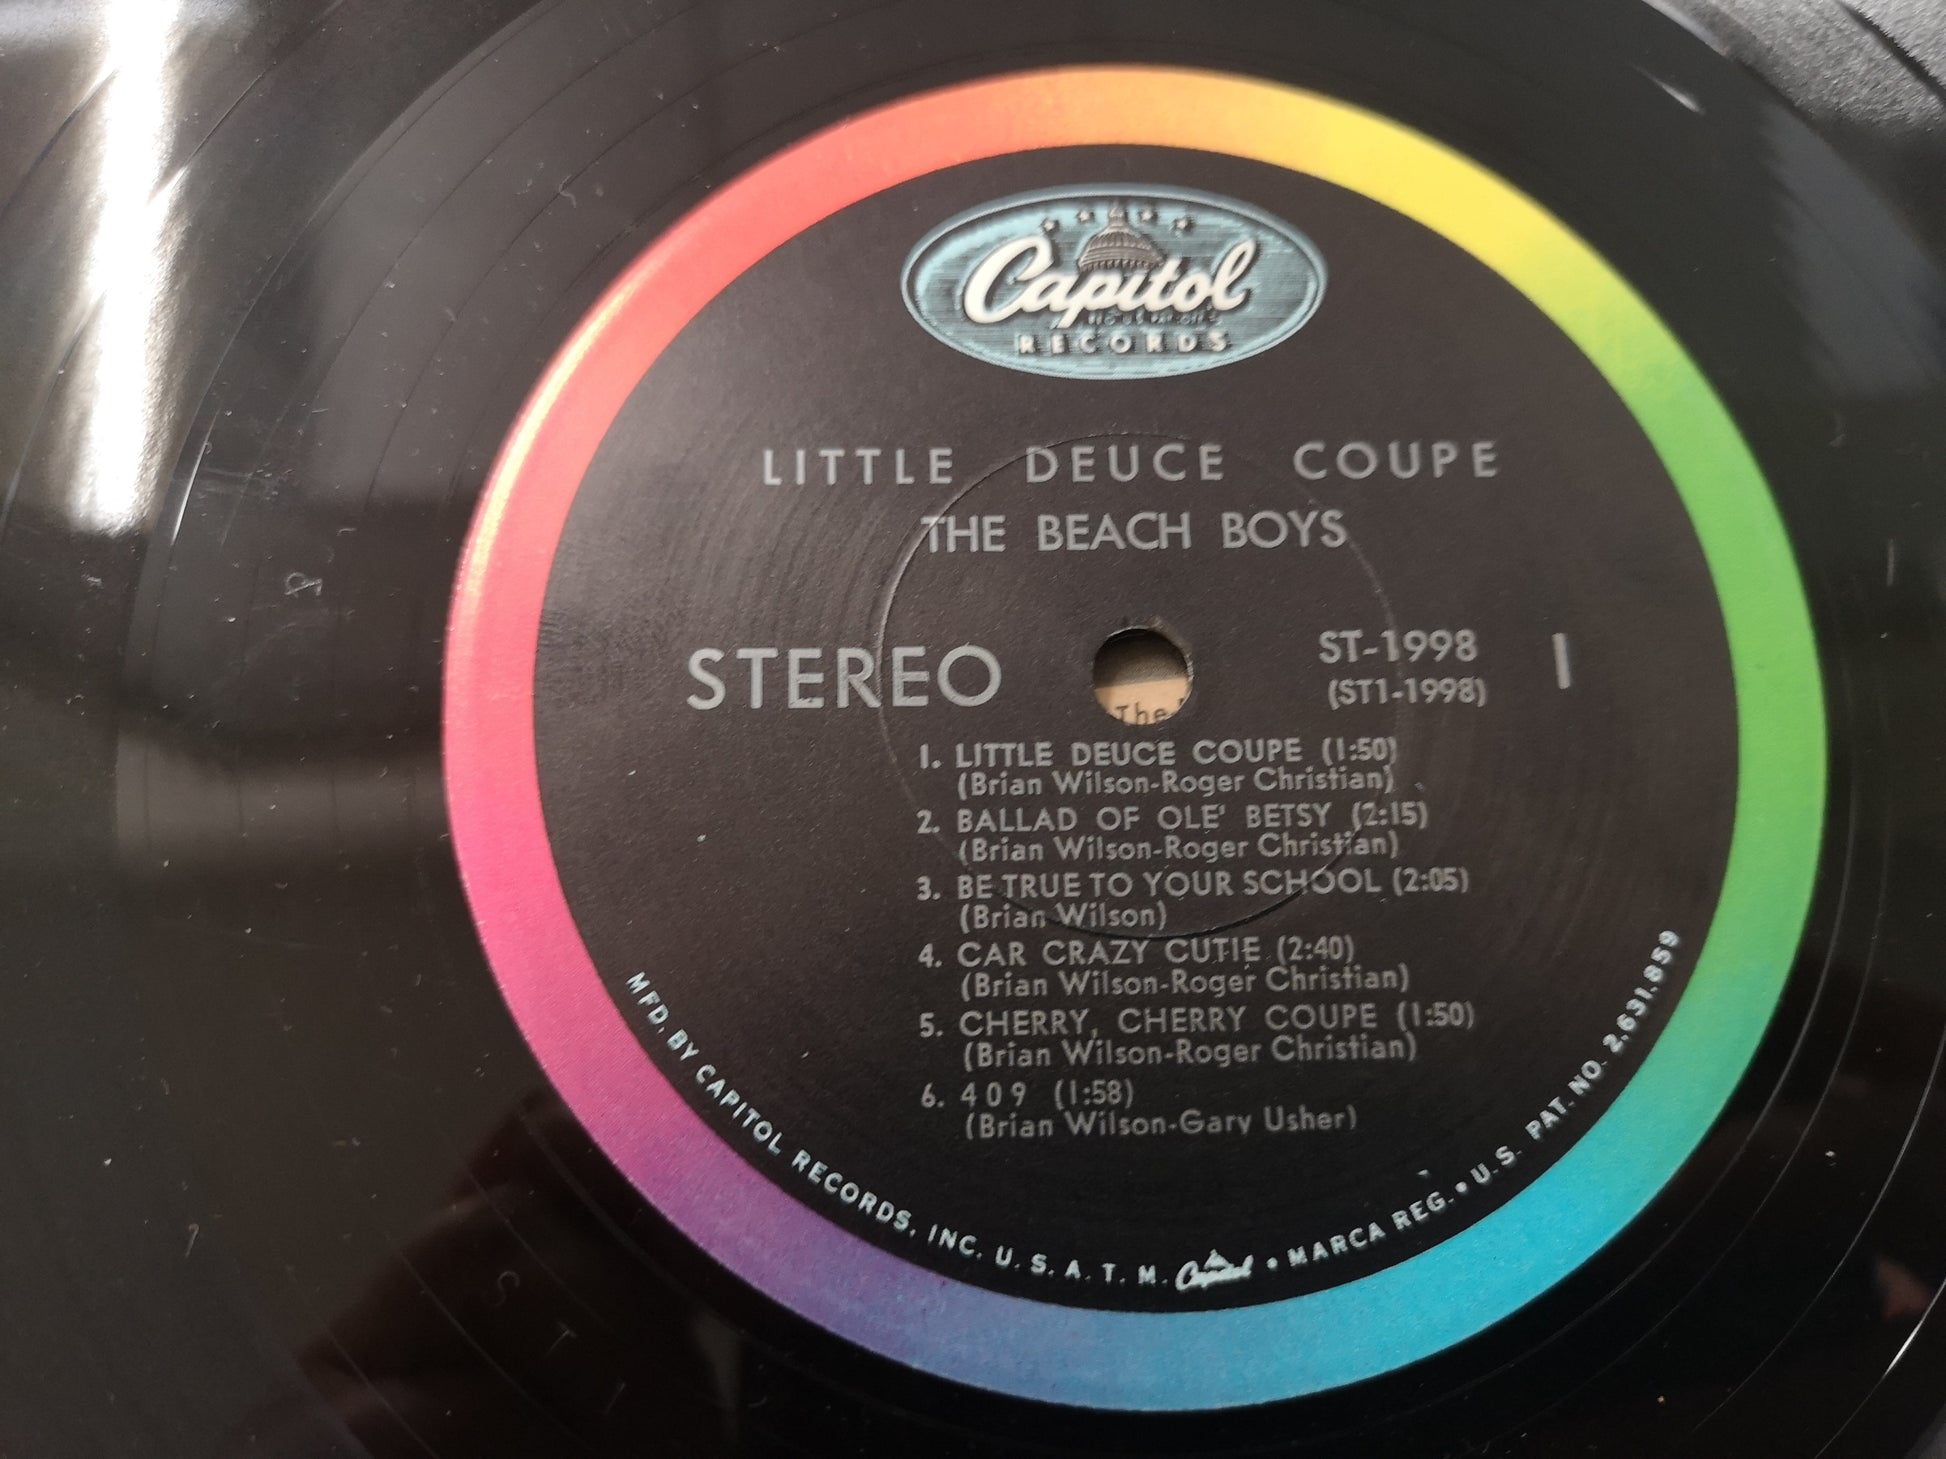 Capitol
RECORDS
LITTLE DEUCE COUPE
THE BEACH BOYS
STEREO
ST-1998
(ST1-1998)
1
The
1. LITTLE DEUCE COUPE (1:50)
(Brian Wilson-Roger Christian)
2. BALLAD OF OLE' BETSY (2:15)
(Brian Wilson-Roger Christian)
3. BE TRUE TO YOUR SCHOOL (2:05)
(Brian Wilson)
4. CAR CRAZY CUTIE (2:40)
(Brian Wilson-Roger Christian)
5. CHERRY, CHERRY COUPE (1:50)
(Brian Wilson-Roger Christian)
6. 409 (1:58)
(Brian Wilson-Gary Usher)
MFD. BY CAPITOL RECORDS, INC. U. S. A. T. M. Capitol • MARCA REG. • U.S. PAT. NO. 2,631,859